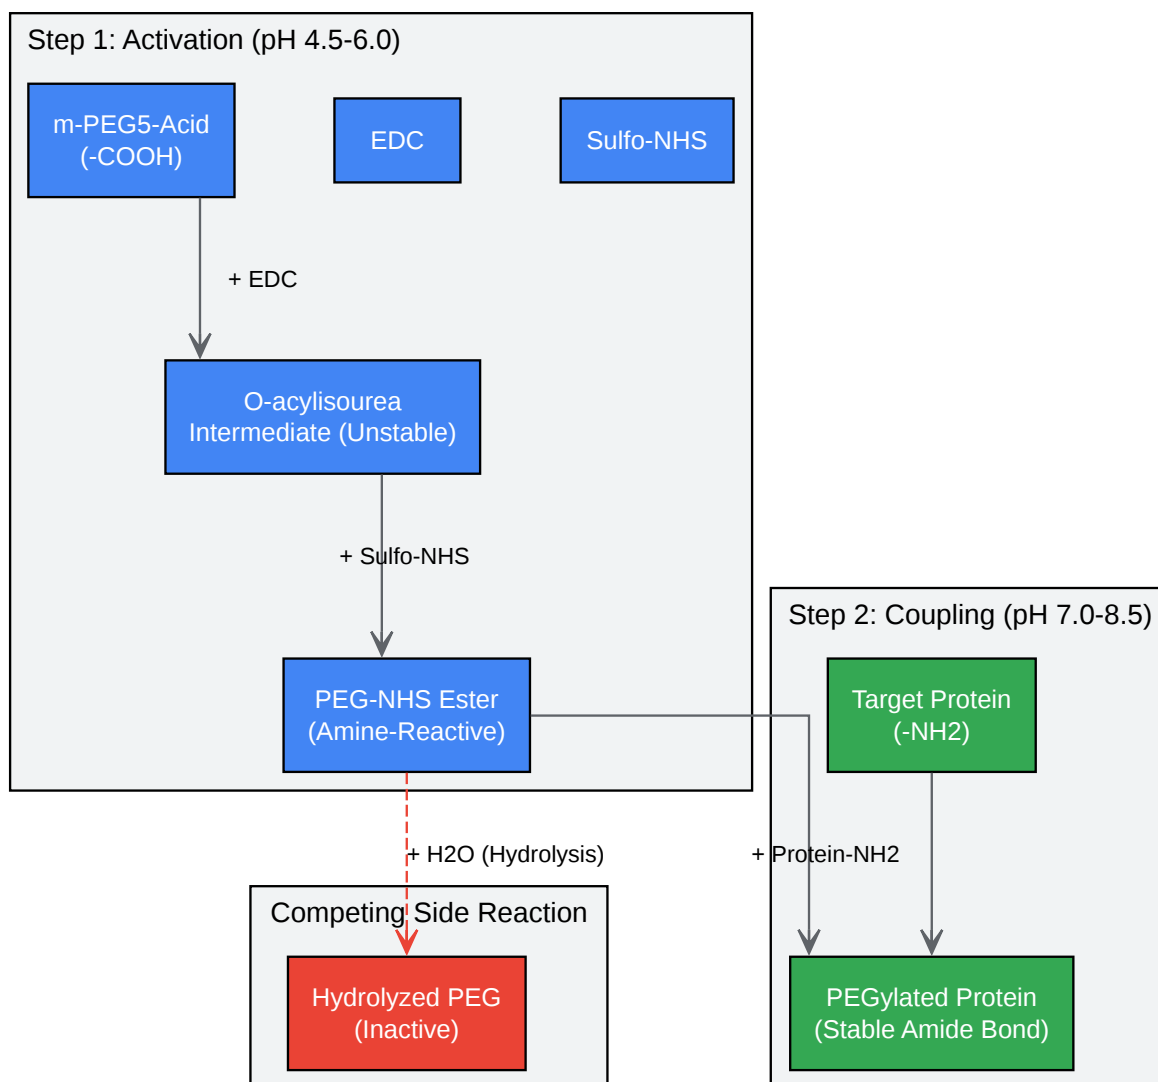 Step 1: Activation (pH 4.5-6.0)
m-PEG5-Acid
(-COOH)
EDC
Sulfo-NHS
+ EDC
O-acylisourea
Intermediate (Unstable)
+ Sulfo-NHS
PEG-NHS Ester
(Amine-Reactive)
Step 2: Coupling (pH 7.0-8.5)
Target Protein
(-NH2)
+ H2O (Hydrolysis)
+ Protein-NH2
Competing Side Reaction
Hydrolyzed PEG
(Inactive)
PEGylated Protein
(Stable Amide Bond)